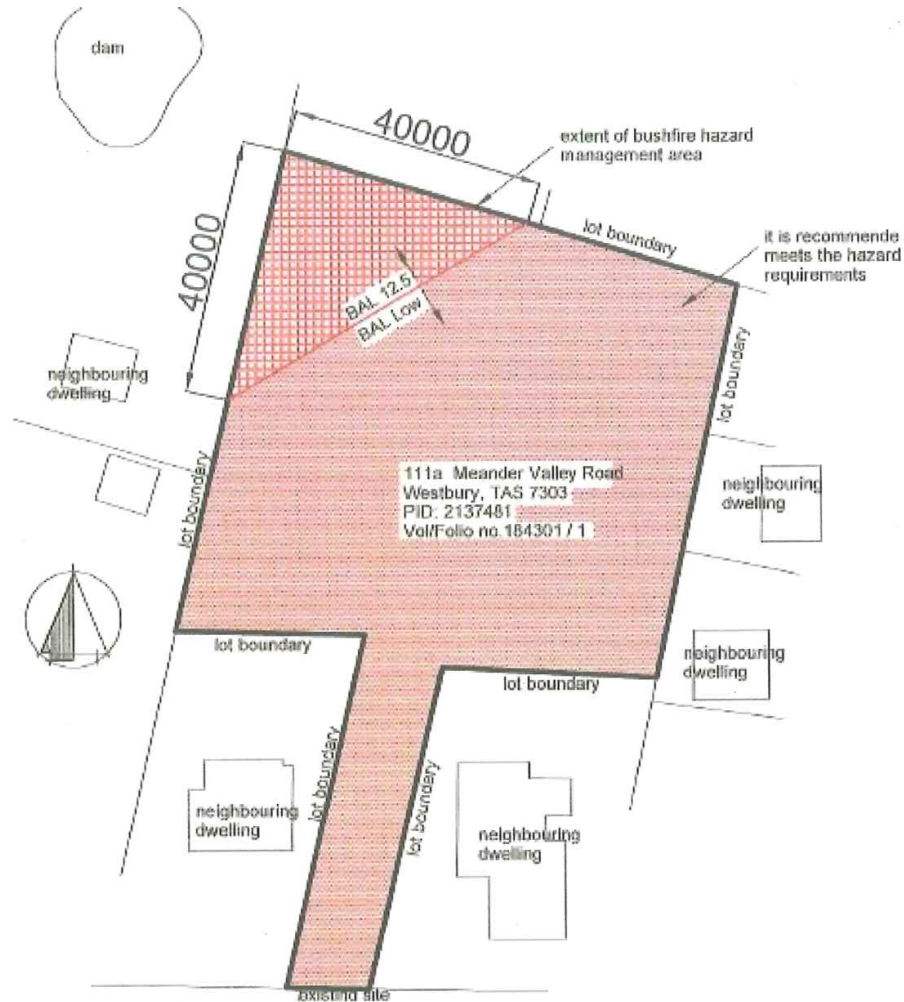 dam
40000
extent of bushfire hazard
management area
lot boundary
it is recommende
meets the hazard
requirements
40000
BAL 12.5
BAL Low
neighbouring
dwelling
lot boundary
lot boundary
111a Meander Valley Road
Westbury, TAS 7303
PID: 2137481
Vol/Folio no.184301 / 1
neighbouring
dwelling
lot boundary
lot boundary
neighbouring
dwelling
lot boundary
lot boundary
neighbouring
dwelling
neighbouring
dwelling
existing site